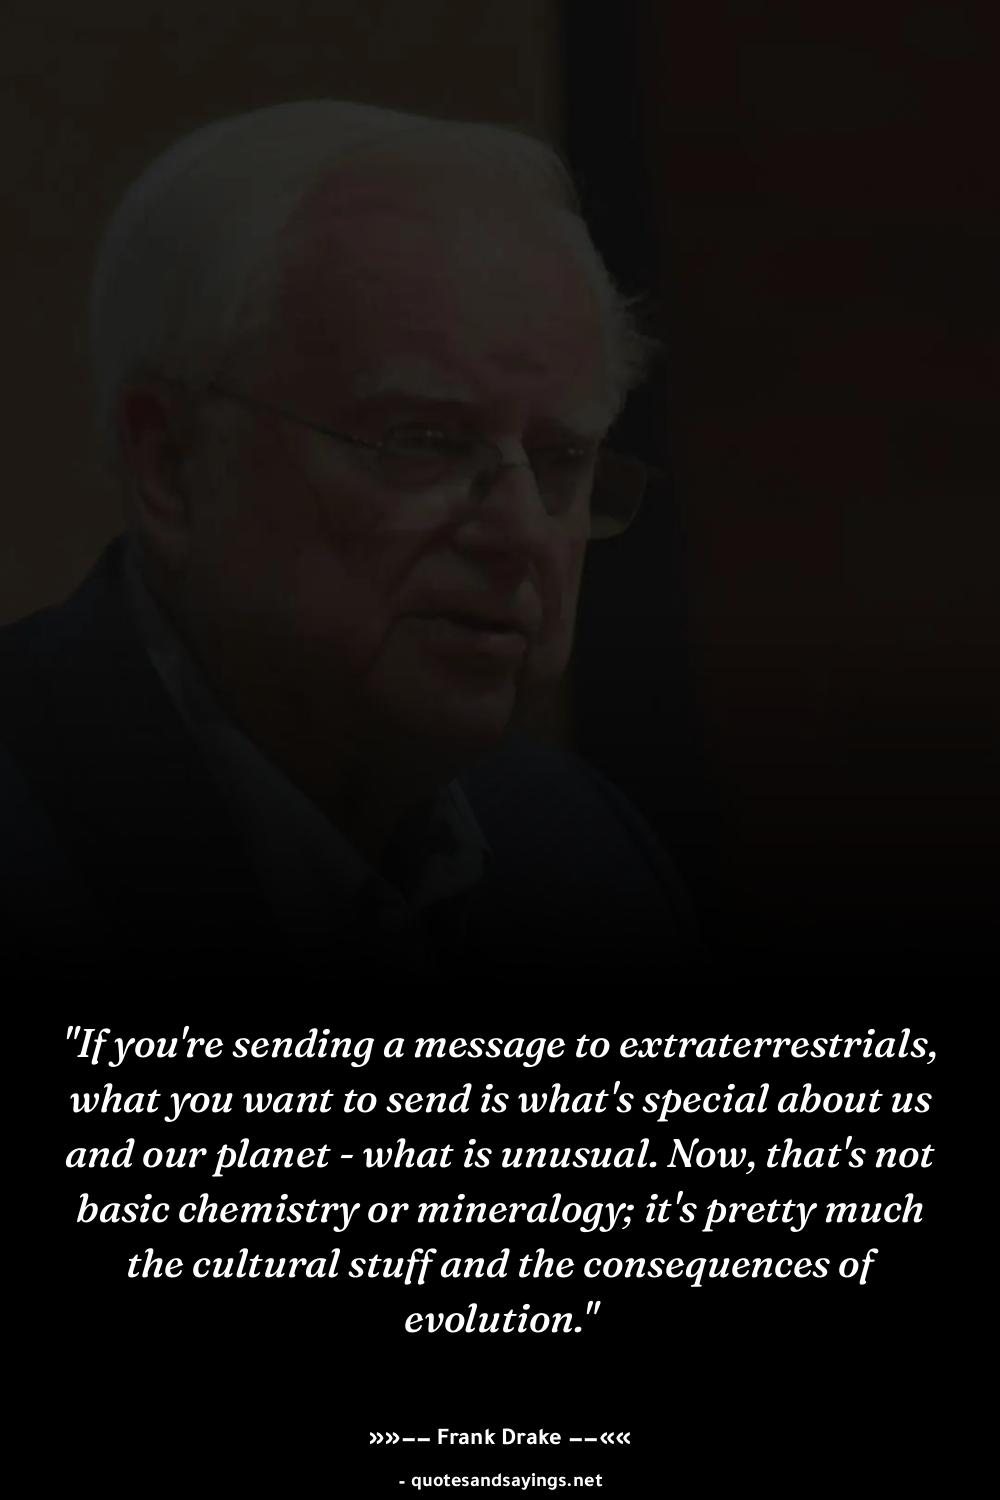 "If you're sending a message to extraterrestrials,
what you want to send is what's special about us
and our planet - what is unusual. Now, that's not
basic chemistry or mineralogy; it's pretty much
the cultural stuff and the consequences of
evolution."
»»–– Frank Drake ––««
- quotesandsayings.net